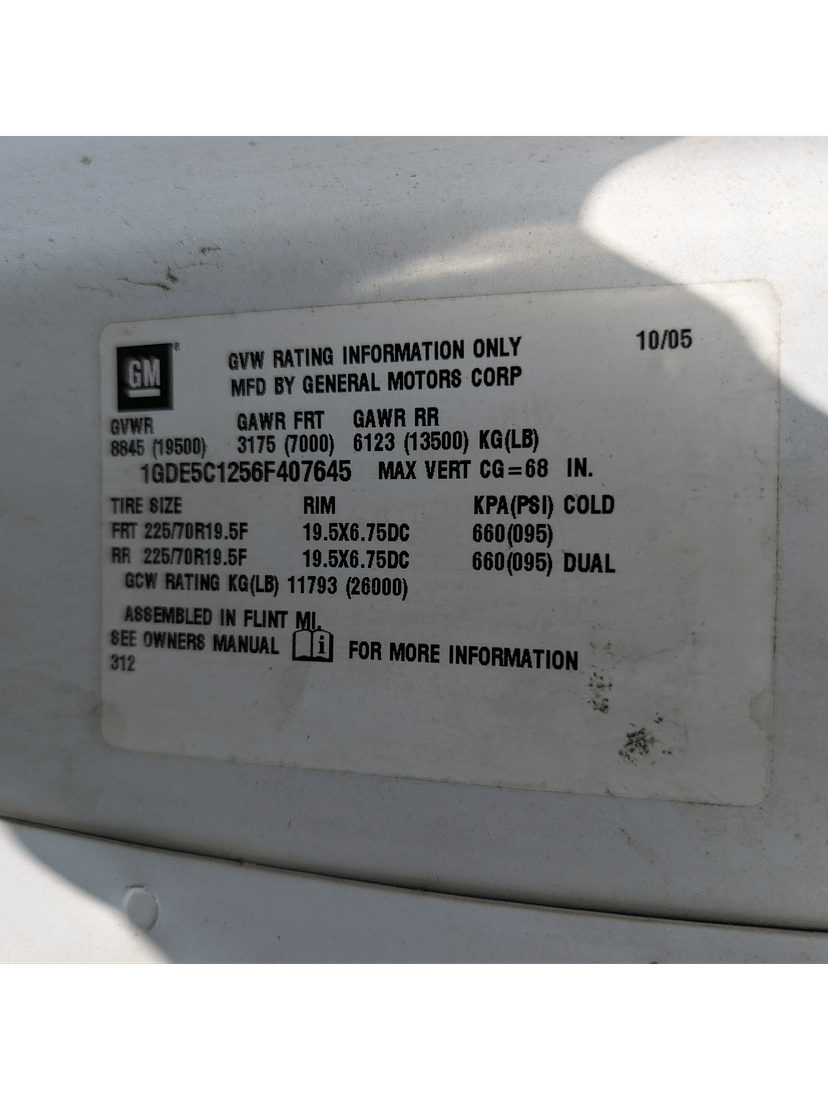 GM ® GVW RATING INFORMATION ONLY 10/05
MFD BY GENERAL MOTORS CORP
GVWR GAWR FRT GAWR RR
8845 (19500) 3175 (7000) 6123 (13500) KG(LB)
1GDE5C1256F407645 MAX VERT CG=68 IN.
TIRE SIZE RIM KPA(PSI) COLD
FRT 225/70R19.5F 19.5X6.75DC 660(095)
RR 225/70R19.5F 19.5X6.75DC 660(095) DUAL
GCW RATING KG(LB) 11793 (26000)
ASSEMBLED IN FLINT MI.
SEE OWNERS MANUAL i FOR MORE INFORMATION
312